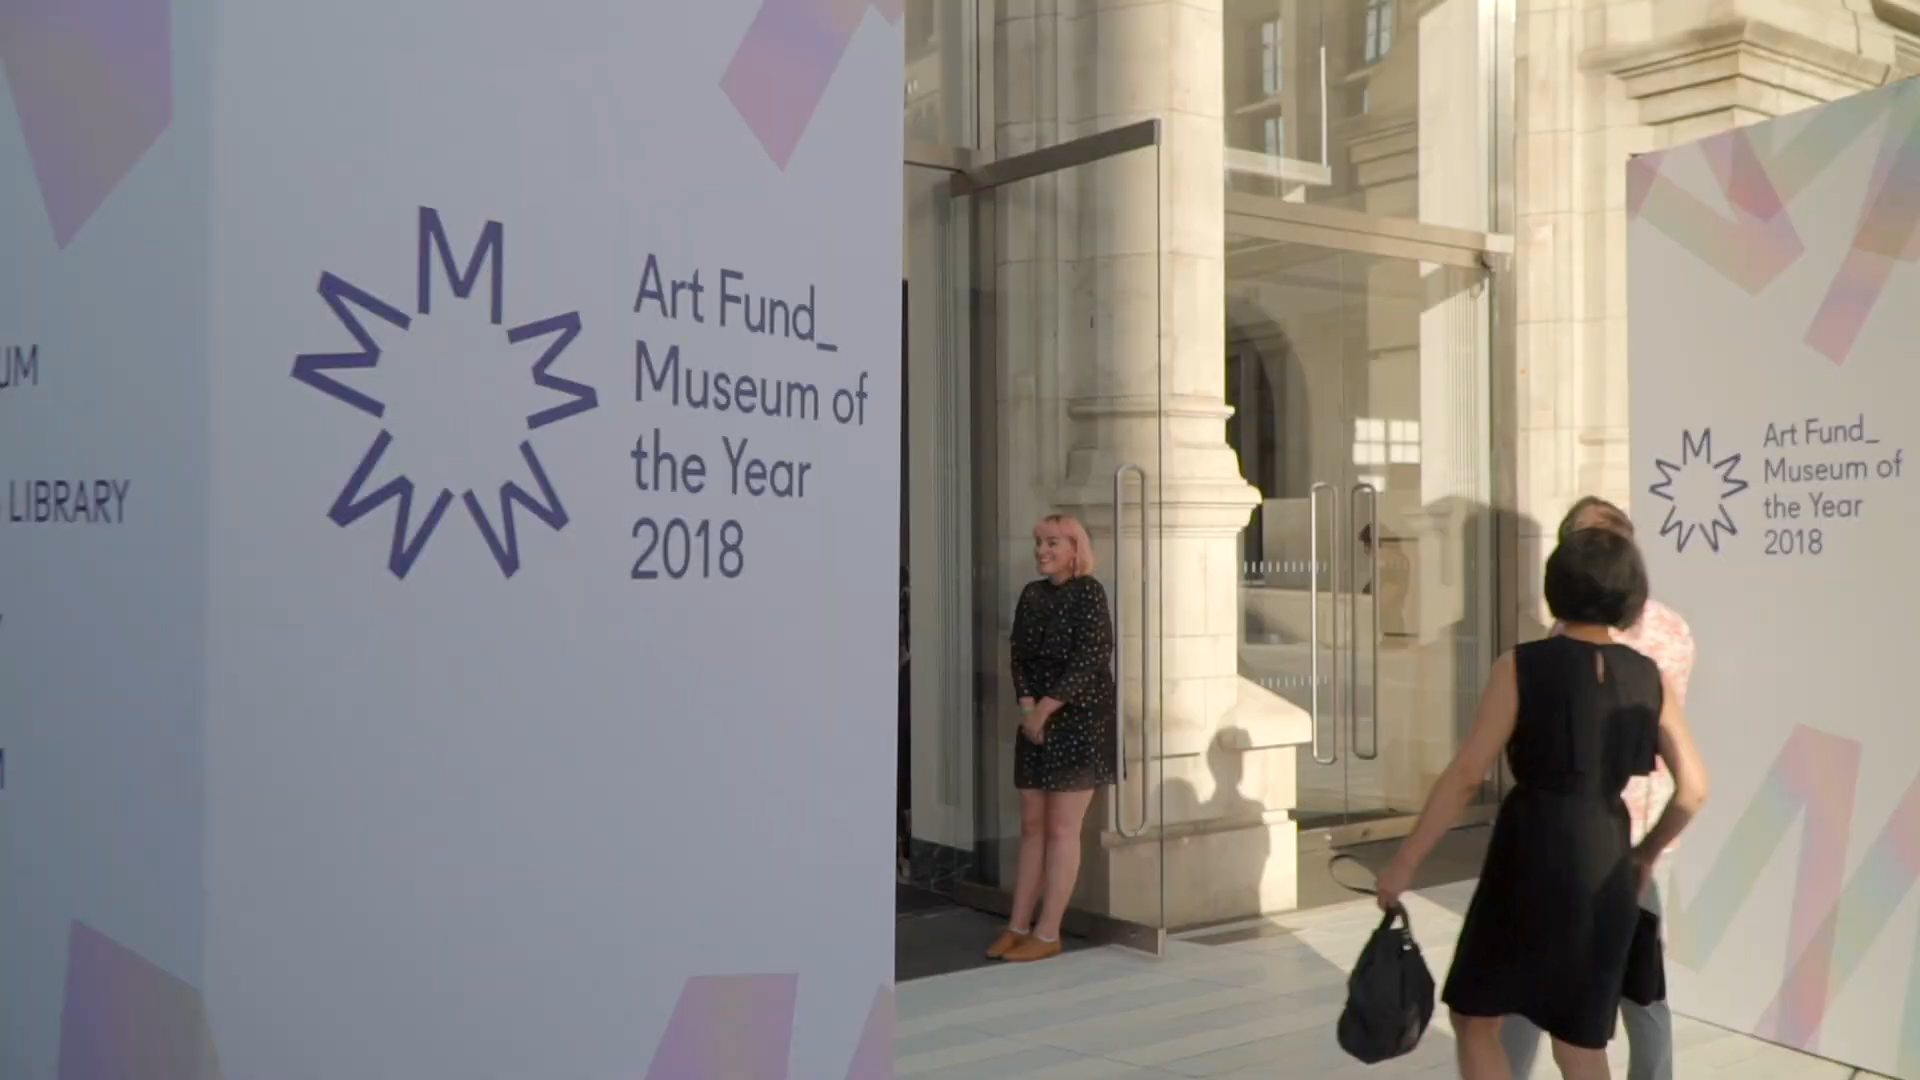 UM
LIBRARY
Art Fund_
Museum of
the Year
2018
Art Fund_
Museum of
the Year
2018